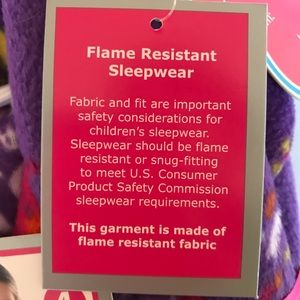 Flame Resistant
Sleepwear
Fabric and fit are important
safety considerations for
children's sleepwear.
Sleepwear should be flame
resistant or snug-fitting
to meet U.S. Consumer
Product Safety Commission
sleepwear requirements.
This garment is made of
flame resistant fabric